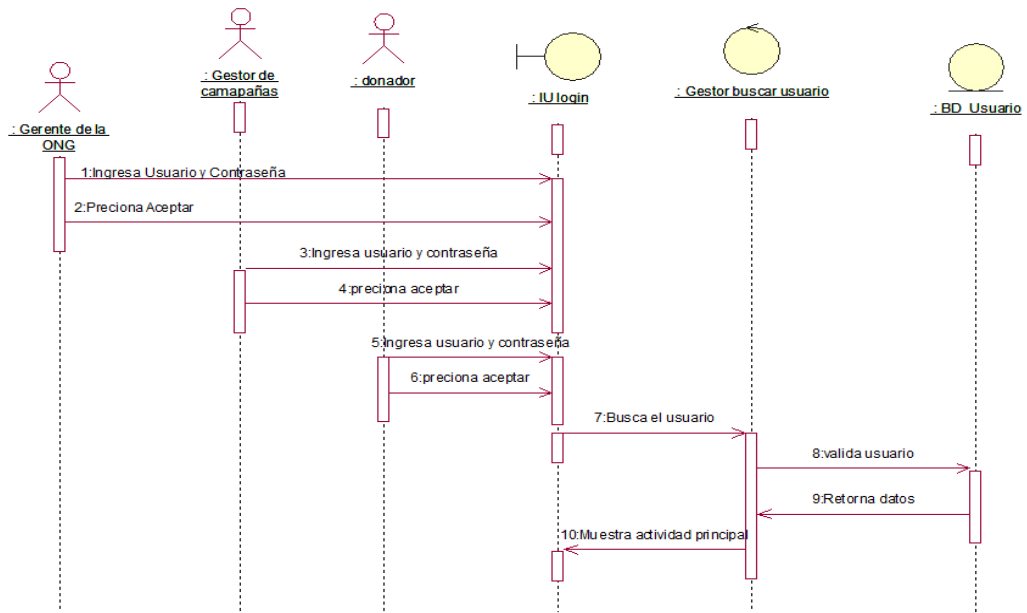 : Gestor de
camapañas
: donador
: IU login
: Gestor buscar usuario
: BD_Usuario
: Gerente de la
ONG
1:Ingresa Usuario y Contraseña
2:Preciona Aceptar
3:Ingresa usuario y contraseña
4:preciona aceptar
5:Ingresa usuario y contraseña
6:preciona aceptar
7:Busca el usuario
8:valida usuario
9:Retorna datos
10:Muestra actividad principal